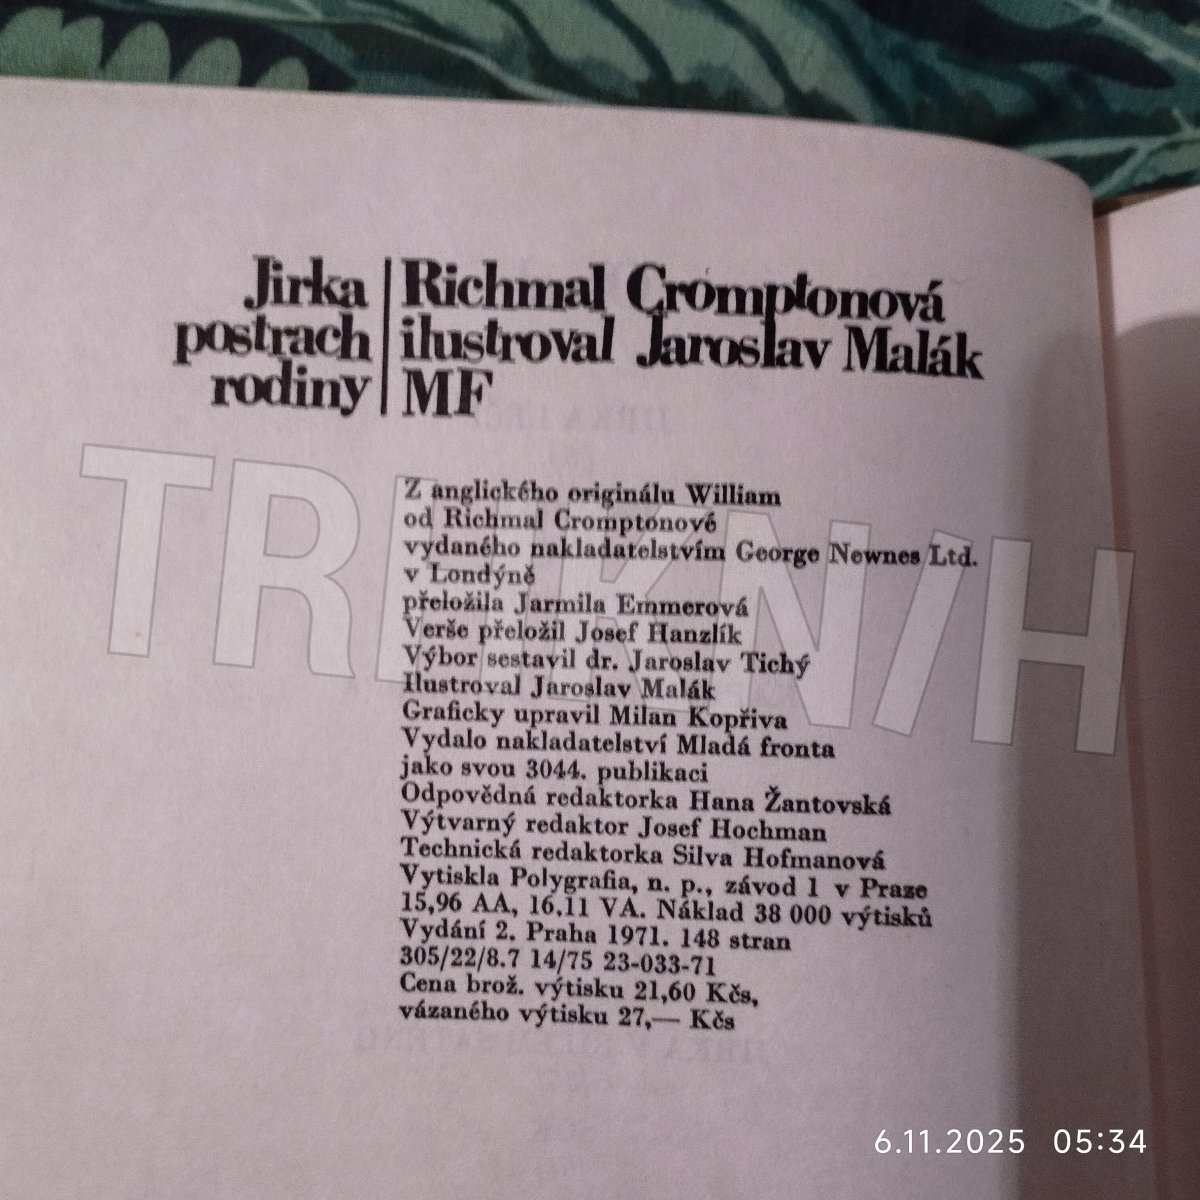 Jirka
postrach
rodiny
Richmal Cromptonová
ilustroval Jaroslav Malák
MF
Z anglického originálu William
od Richmal Cromptonové
vydaného nakladatelstvím George Newnes Ltd.
v Londýně
přeložila Jarmila Emmerová
Verše přeložil Josef Hanzlík
Výbor sestavil dr. Jaroslav Tichý
Ilustroval Jaroslav Malák
Graficky upravil Milan Kopřiva
Vydalo nakladatelství Mladá fronta
jako svou 3044. publikaci
Odpovědná redaktorka Hana Žantovská
Výtvarný redaktor Josef Hochman
Technická redaktorka Silva Hofmanová
Vytiskla Polygrafia, n. p., závod 1 v Praze
15,96 AA, 16,11 VA. Náklad 38 000 výtisků
Vydání 2. Praha 1971. 148 stran
305/22/8.7 14/75 23-033-71
Cena brož. výtisku 21,60 Kčs,
vázaného výtisku 27,— Kčs
6.11.2025 05:34